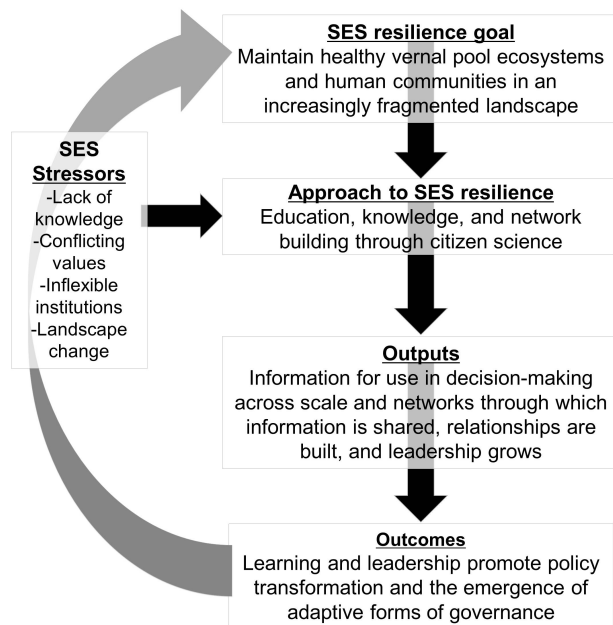 SES resilience goal
Maintain healthy vernal pool ecosystems
and human communities in an
increasingly fragmented landscape
SES
Stressors
-Lack of
knowledge
-Conflicting
values
-Inflexible
institutions
-Landscape
change
Approach to SES resilience
Education, knowledge, and network
building through citizen science
Outputs
Information for use in decision-making
across scale and networks through which
information is shared, relationships are
built, and leadership grows
Outcomes
Learning and leadership promote policy
transformation and the emergence of
adaptive forms of governance